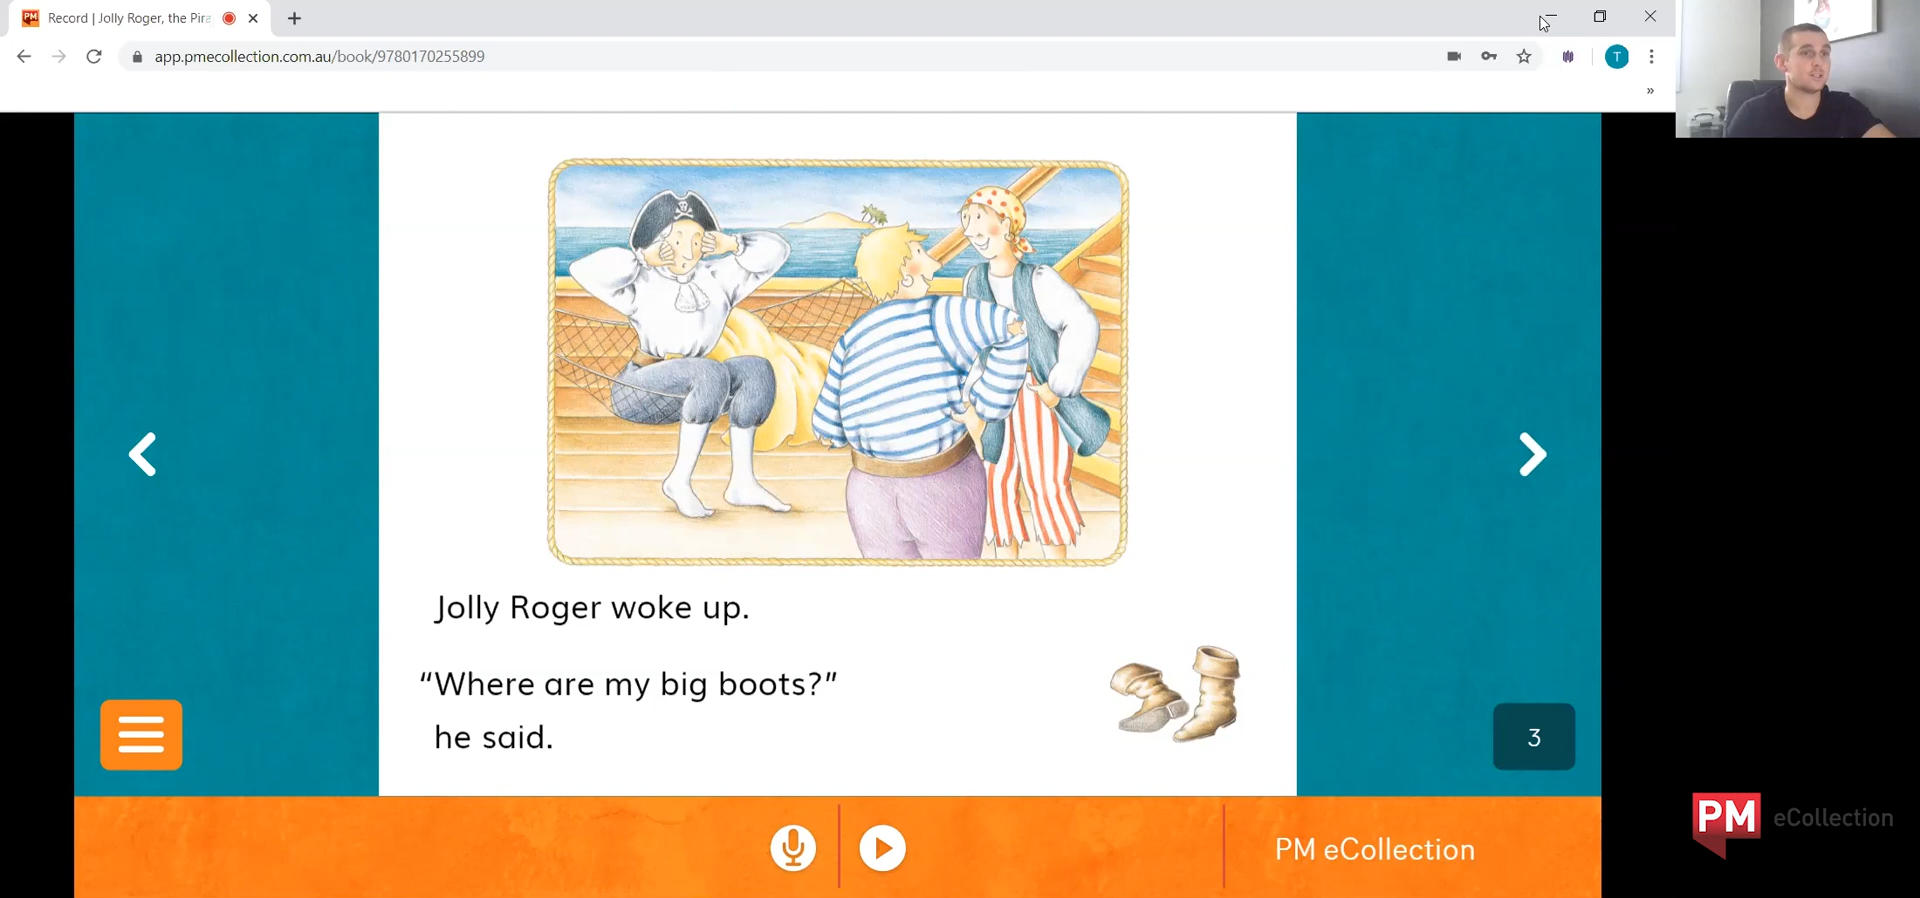 Record | Jolly Roger, the Pir
app.pmecollection.com.au/book/9780170255899
T
»
Jolly Roger woke up.
“Where are my big boots?”
he said.
3
PM eCollection
PM eCollection